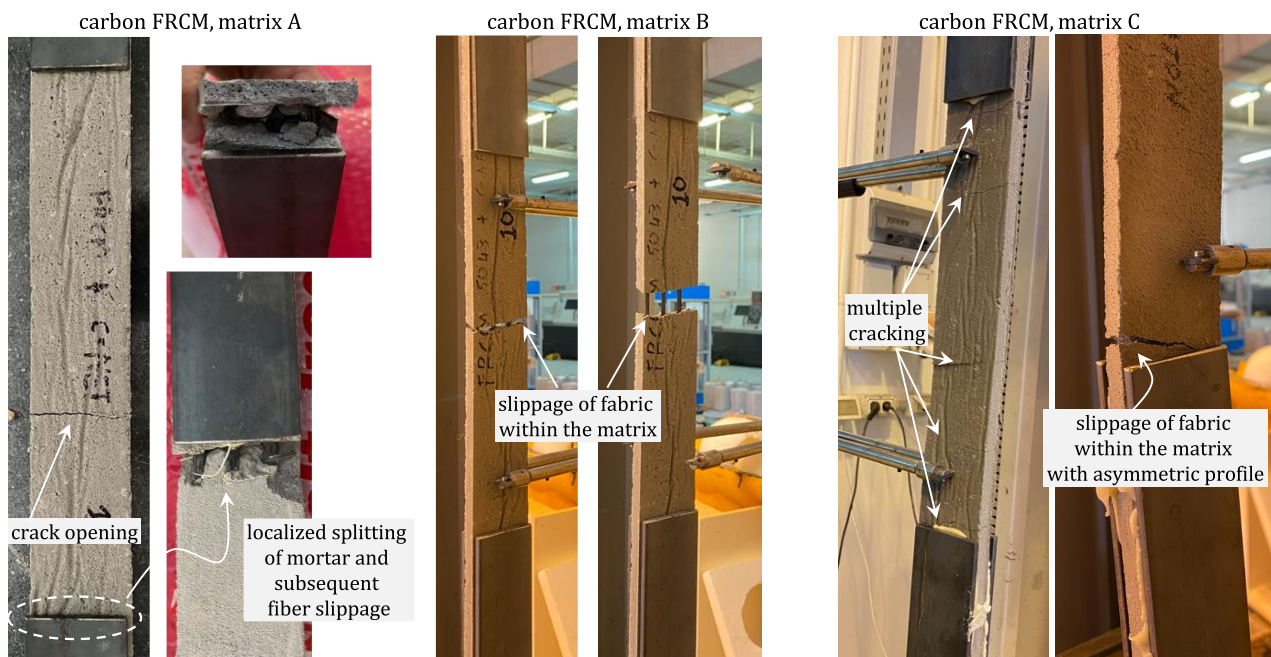 carbon FRCM, matrix A
carbon FRCM, matrix B
carbon FRCM, matrix C
crack opening
localized splitting
of mortar and
subsequent
fiber slippage
FRCM 5043 +
10
10
slippage of fabric
within the matrix
multiple
cracking
slippage of fabric
within the matrix
with asymmetric profile